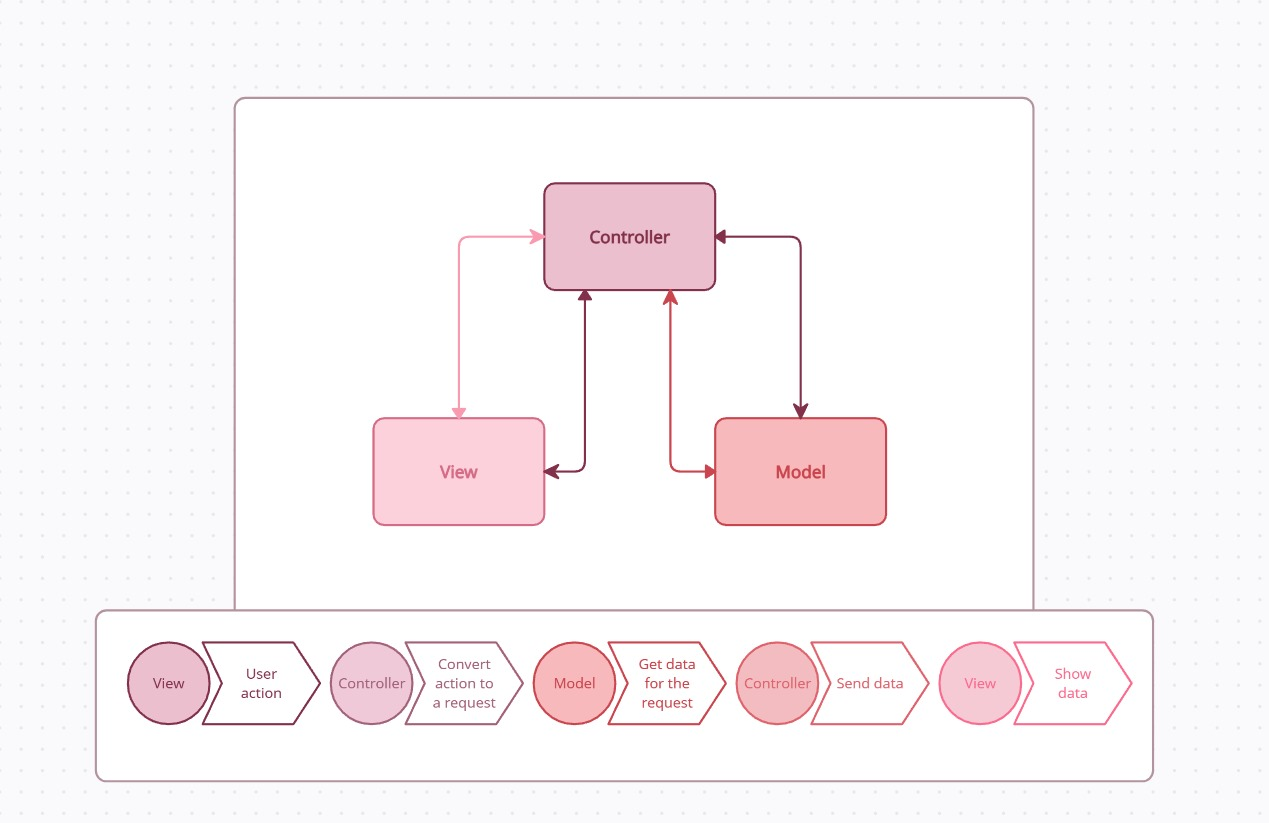 Controller
View
Model
View
User
action
Controller
Convert
action to
a request
Model
Get data
for the
request
Controller
Send data
View
Show
data